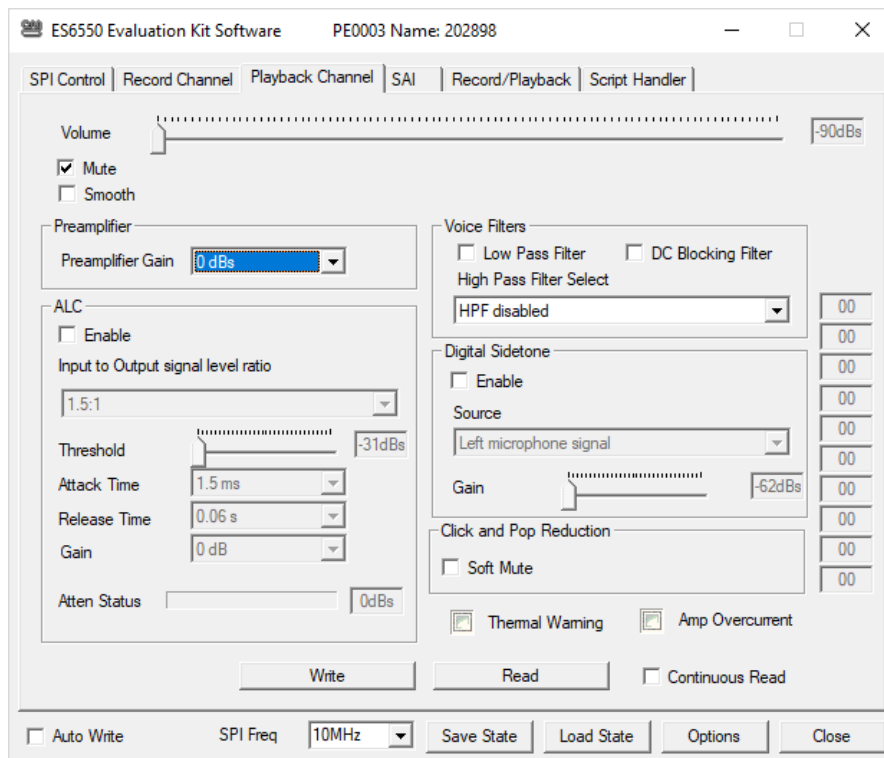 ES6550 Evaluation Kit Software PE0003 Name: 202898
SPI Control Record Channel Playback Channel SAI Record/Playback Script Handler
Volume -90dBs
Mute
Smooth
Preamplifier
Preamplifier Gain 0 dBs
ALC
Enable
Input to Output signal level ratio
1.5:1
Threshold -31dBs
Attack Time 1.5 ms
Release Time 0.06 s
Gain 0 dB
Atten Status 0dBs
Voice Filters
Low Pass Filter DC Blocking Filter
High Pass Filter Select
HPF disabled
Digital Sidetone
Enable
Source
Left microphone signal
Gain -62dBs
Click and Pop Reduction
Soft Mute
Thermal Warning Amp Overcurrent
00
00
00
00
00
00
00
00
00
00
Write Read Continuous Read
Auto Write SPI Freq 10MHz Save State Load State Options Close